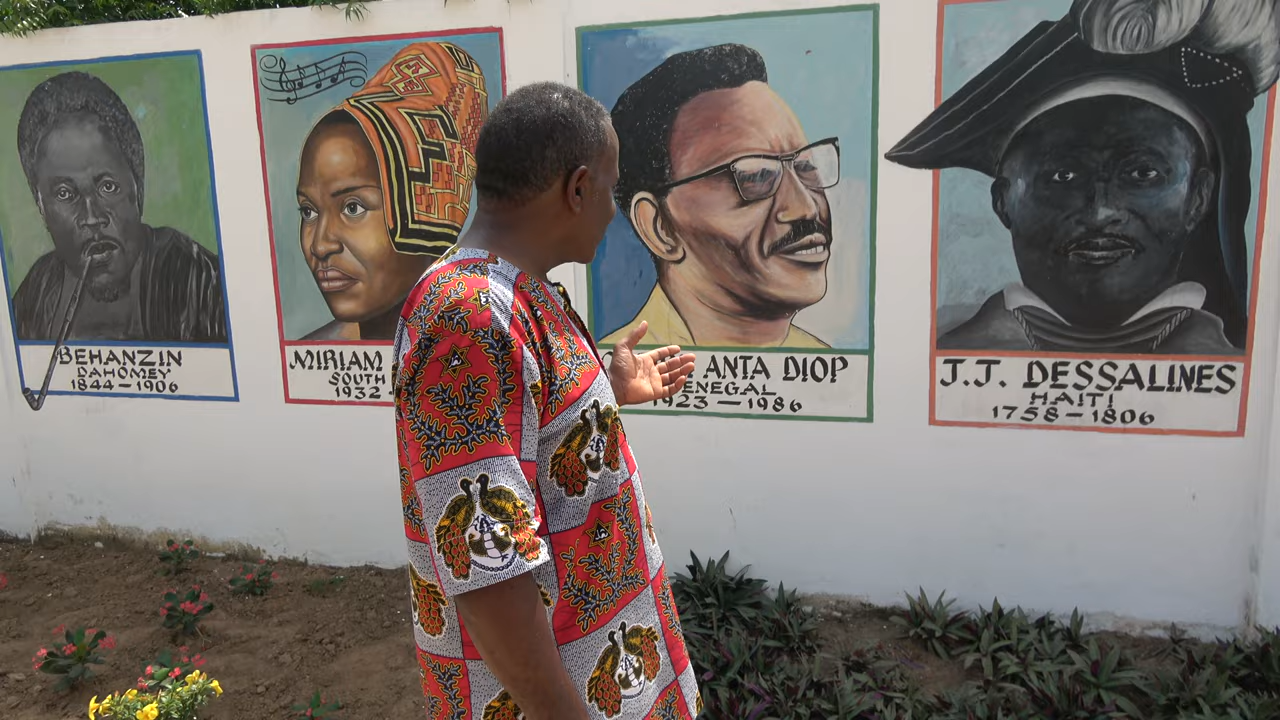 BEHANZIN
DAHOMEY
1844 – 1906
MIRIAM
SOUTH
1932
ANTA DIOP
ENEGAL
1923 – 1986
J.J. DESSALINES
HAITI
1758 – 1806